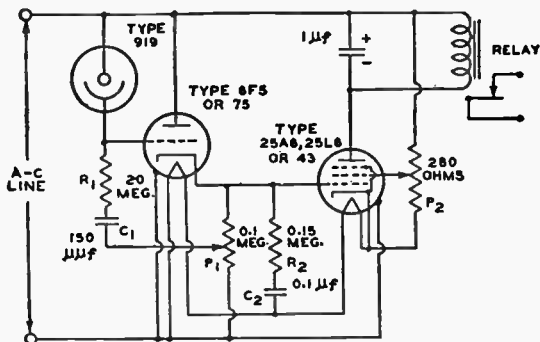 TYPE
919
1 µf
+
-
RELAY
TYPE 6F5
OR 75
TYPE
25A6,25L6
OR 43
A-C
LINE
R1
20
MEG.
C1
150
µµf
0.1
MEG.
P1
0.15
MEG.
R2
C2
0.1 µf
280
OHMS
P2